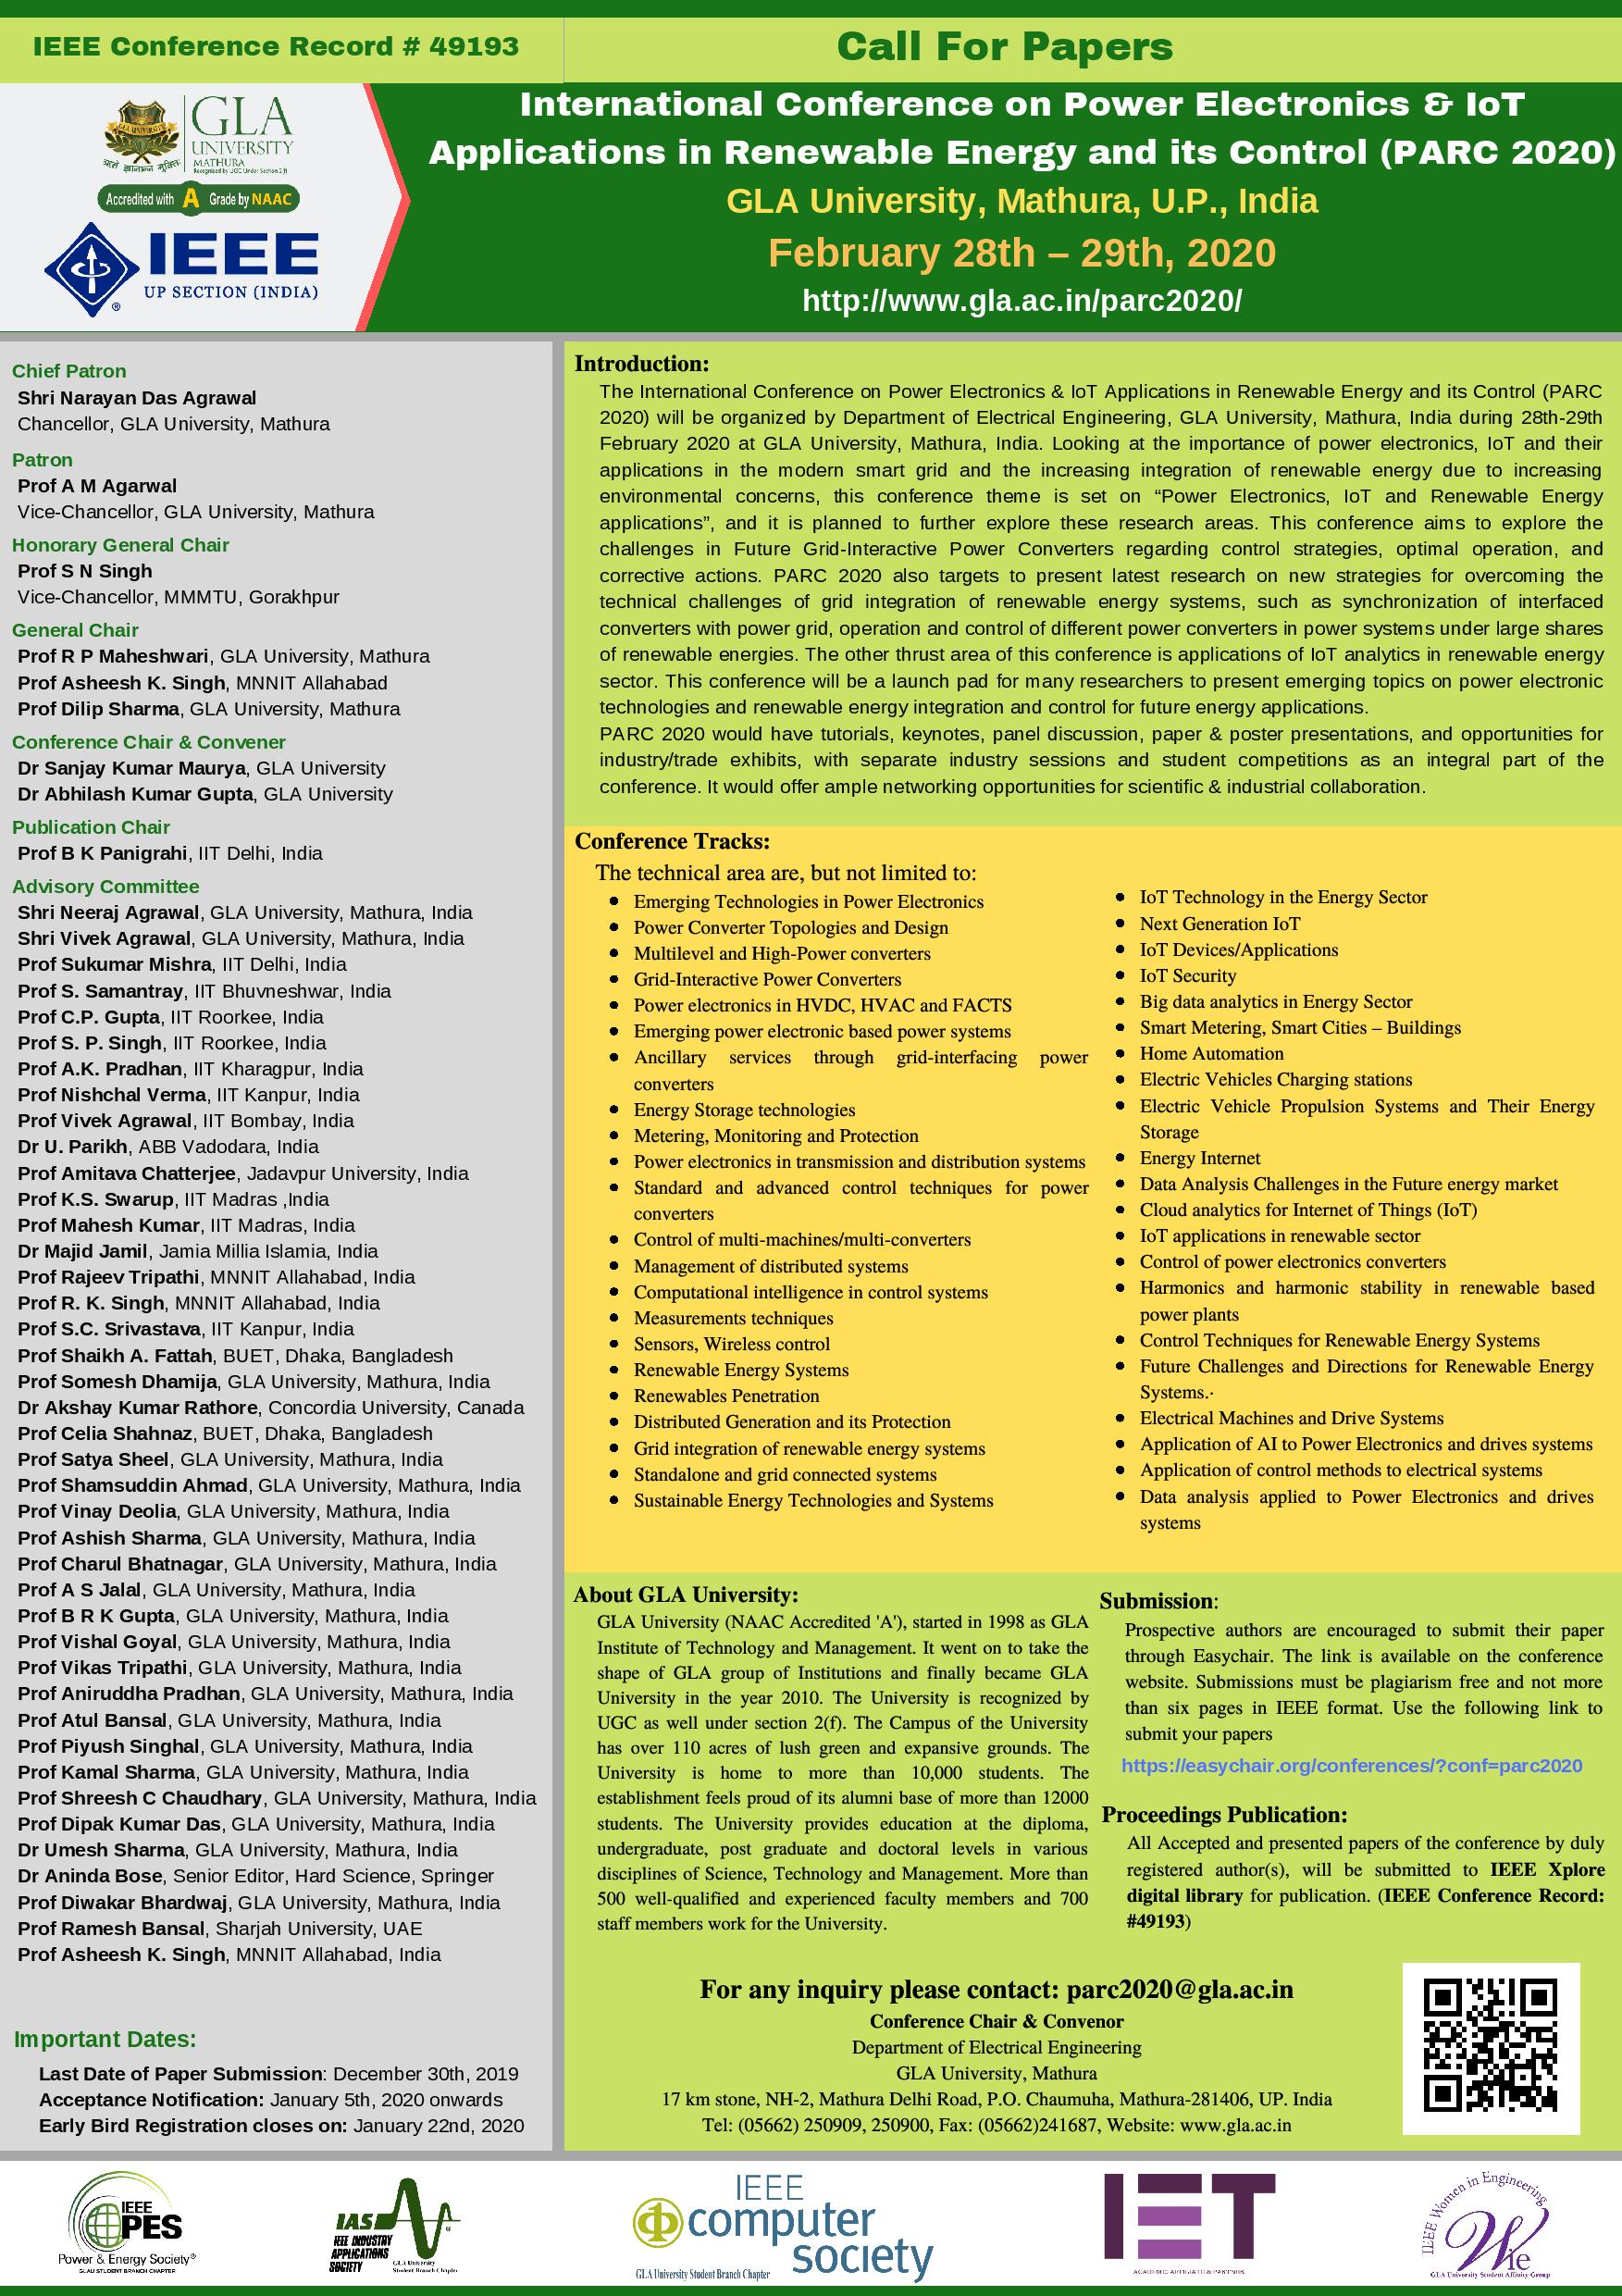 IEEE Conference Record # 49193
Call For Papers
GLA
UNIVERSITY
MATHURA
Recognised by UGC Under Section 2(f)
Accredited with A Grade by NAAC
IEEE
UP SECTION (INDIA)
®
International Conference on Power Electronics & IoT
Applications in Renewable Energy and its Control (PARC 2020)
GLA University, Mathura, U.P., India
February 28th – 29th, 2020
http://www.gla.ac.in/parc2020/
Chief Patron
Shri Narayan Das Agrawal
Chancellor, GLA University, Mathura
Patron
Prof A M Agarwal
Vice-Chancellor, GLA University, Mathura
Honorary General Chair
Prof S N Singh
Vice-Chancellor, MMMTU, Gorakhpur
General Chair
Prof R P Maheshwari, GLA University, Mathura
Prof Asheesh K. Singh, MNNIT Allahabad
Prof Dilip Sharma, GLA University, Mathura
Conference Chair & Convener
Dr Sanjay Kumar Maurya, GLA University
Dr Abhilash Kumar Gupta, GLA University
Publication Chair
Prof B K Panigrahi, IIT Delhi, India
Advisory Committee
Shri Neeraj Agrawal, GLA University, Mathura, India
Shri Vivek Agrawal, GLA University, Mathura, India
Prof Sukumar Mishra, IIT Delhi, India
Prof S. Samantray, IIT Bhuvneshwar, India
Prof C.P. Gupta, IIT Roorkee, India
Prof S. P. Singh, IIT Roorkee, India
Prof A.K. Pradhan, IIT Kharagpur, India
Prof Nishchal Verma, IIT Kanpur, India
Prof Vivek Agrawal, IIT Bombay, India
Dr U. Parikh, ABB Vadodara, India
Prof Amitava Chatterjee, Jadavpur University, India
Prof K.S. Swarup, IIT Madras ,India
Prof Mahesh Kumar, IIT Madras, India
Dr Majid Jamil, Jamia Millia Islamia, India
Prof Rajeev Tripathi, MNNIT Allahabad, India
Prof R. K. Singh, MNNIT Allahabad, India
Prof S.C. Srivastava, IIT Kanpur, India
Prof Shaikh A. Fattah, BUET, Dhaka, Bangladesh
Prof Somesh Dhamija, GLA University, Mathura, India
Dr Akshay Kumar Rathore, Concordia University, Canada
Prof Celia Shahnaz, BUET, Dhaka, Bangladesh
Prof Satya Sheel, GLA University, Mathura, India
Prof Shamsuddin Ahmad, GLA University, Mathura, India
Prof Vinay Deolia, GLA University, Mathura, India
Prof Ashish Sharma, GLA University, Mathura, India
Prof Charul Bhatnagar, GLA University, Mathura, India
Prof A S Jalal, GLA University, Mathura, India
Prof B R K Gupta, GLA University, Mathura, India
Prof Vishal Goyal, GLA University, Mathura, India
Prof Vikas Tripathi, GLA University, Mathura, India
Prof Aniruddha Pradhan, GLA University, Mathura, India
Prof Atul Bansal, GLA University, Mathura, India
Prof Piyush Singhal, GLA University, Mathura, India
Prof Kamal Sharma, GLA University, Mathura, India
Prof Shreesh C Chaudhary, GLA University, Mathura, India
Prof Dipak Kumar Das, GLA University, Mathura, India
Dr Umesh Sharma, GLA University, Mathura, India
Dr Aninda Bose, Senior Editor, Hard Science, Springer
Prof Diwakar Bhardwaj, GLA University, Mathura, India
Prof Ramesh Bansal, Sharjah University, UAE
Prof Asheesh K. Singh, MNNIT Allahabad, India
Important Dates:
Last Date of Paper Submission: December 30th, 2019
Acceptance Notification: January 5th, 2020 onwards
Early Bird Registration closes on: January 22nd, 2020
Introduction:
The International Conference on Power Electronics & IoT Applications in Renewable Energy and its Control (PARC
2020) will be organized by Department of Electrical Engineering, GLA University, Mathura, India during 28th-29th
February 2020 at GLA University, Mathura, India. Looking at the importance of power electronics, IoT and their
applications in the modern smart grid and the increasing integration of renewable energy due to increasing
environmental concerns, this conference theme is set on “Power Electronics, IoT and Renewable Energy
applications”, and it is planned to further explore these research areas. This conference aims to explore the
challenges in Future Grid-Interactive Power Converters regarding control strategies, optimal operation, and
corrective actions. PARC 2020 also targets to present latest research on new strategies for overcoming the
technical challenges of grid integration of renewable energy systems, such as synchronization of interfaced
converters with power grid, operation and control of different power converters in power systems under large shares
of renewable energies. The other thrust area of this conference is applications of IoT analytics in renewable energy
sector. This conference will be a launch pad for many researchers to present emerging topics on power electronic
technologies and renewable energy integration and control for future energy applications.
PARC 2020 would have tutorials, keynotes, panel discussion, paper & poster presentations, and opportunities for
industry/trade exhibits, with separate industry sessions and student competitions as an integral part of the
conference. It would offer ample networking opportunities for scientific & industrial collaboration.
Conference Tracks:
The technical area are, but not limited to:
• Emerging Technologies in Power Electronics
• Power Converter Topologies and Design
• Multilevel and High-Power converters
• Grid-Interactive Power Converters
• Power electronics in HVDC, HVAC and FACTS
• Emerging power electronic based power systems
• Ancillary services through grid-interfacing power
converters
• Energy Storage technologies
• Metering, Monitoring and Protection
• Power electronics in transmission and distribution systems
• Standard and advanced control techniques for power
converters
• Control of multi-machines/multi-converters
• Management of distributed systems
• Computational intelligence in control systems
• Measurements techniques
• Sensors, Wireless control
• Renewable Energy Systems
• Renewables Penetration
• Distributed Generation and its Protection
• Grid integration of renewable energy systems
• Standalone and grid connected systems
• Sustainable Energy Technologies and Systems
• IoT Technology in the Energy Sector
• Next Generation IoT
• IoT Devices/Applications
• IoT Security
• Big data analytics in Energy Sector
• Smart Metering, Smart Cities – Buildings
• Home Automation
• Electric Vehicles Charging stations
• Electric Vehicle Propulsion Systems and Their Energy
Storage
• Energy Internet
• Data Analysis Challenges in the Future energy market
• Cloud analytics for Internet of Things (IoT)
• IoT applications in renewable sector
• Control of power electronics converters
• Harmonics and harmonic stability in renewable based
power plants
• Control Techniques for Renewable Energy Systems
• Future Challenges and Directions for Renewable Energy
Systems.·
• Electrical Machines and Drive Systems
• Application of AI to Power Electronics and drives systems
• Application of control methods to electrical systems
• Data analysis applied to Power Electronics and drives
systems
About GLA University:
GLA University (NAAC Accredited 'A'), started in 1998 as GLA
Institute of Technology and Management. It went on to take the
shape of GLA group of Institutions and finally became GLA
University in the year 2010. The University is recognized by
UGC as well under section 2(f). The Campus of the University
has over 110 acres of lush green and expansive grounds. The
University is home to more than 10,000 students. The
establishment feels proud of its alumni base of more than 12000
students. The University provides education at the diploma,
undergraduate, post graduate and doctoral levels in various
disciplines of Science, Technology and Management. More than
500 well-qualified and experienced faculty members and 700
staff members work for the University.
Submission:
Prospective authors are encouraged to submit their paper
through Easychair. The link is available on the conference
website. Submissions must be plagiarism free and not more
than six pages in IEEE format. Use the following link to
submit your papers
https://easychair.org/conferences/?conf=parc2020
Proceedings Publication:
All Accepted and presented papers of the conference by duly
registered author(s), will be submitted to IEEE Xplore
digital library for publication. (IEEE Conference Record:
#49193)
For any inquiry please contact: parc2020@gla.ac.in
Conference Chair & Convenor
Department of Electrical Engineering
GLA University, Mathura
17 km stone, NH-2, Mathura Delhi Road, P.O. Chaumuha, Mathura-281406, UP. India
Tel: (05662) 250909, 250900, Fax: (05662)241687, Website: www.gla.ac.in
IEEE
PES
Power & Energy Society®
GLAU STUDENT BRANCH CHAPTER
IAS
IEEE INDUSTRY
APPLICATIONS
SOCIETY
GLA University
Student Branch Chapter
IEEE
computer
society
GLA University Student Branch Chapter
IET
IEEE Women in Engineering
Wie
GLA University Student Affinity Group